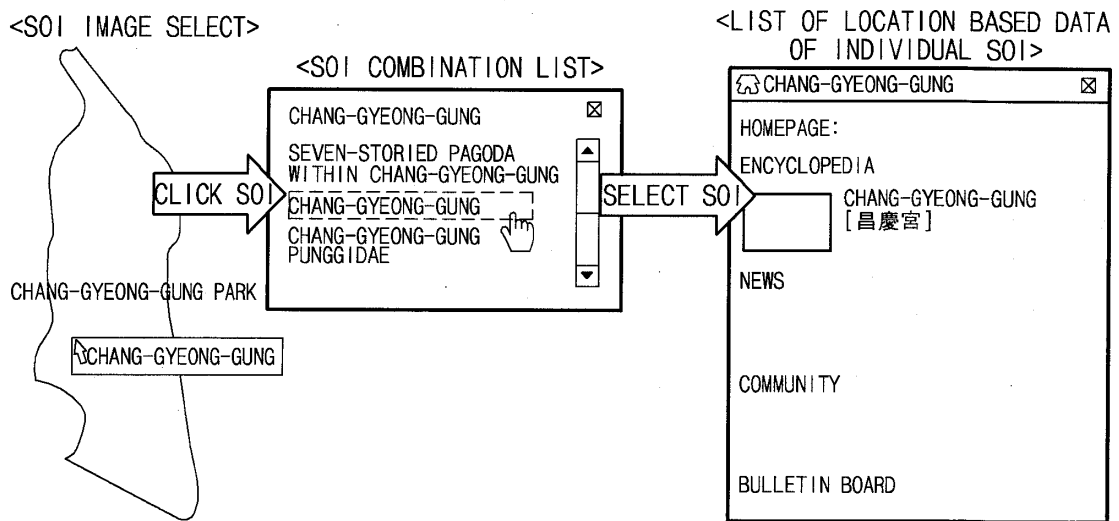 <SOI IMAGE SELECT>
CHANG-GYEONG-GUNG PARK
CHANG-GYEONG-GUNG
CLICK SOI
<SOI COMBINATION LIST>
CHANG-GYEONG-GUNG
SEVEN-STORIED PAGODA
WITHIN CHANG-GYEONG-GUNG
CHANG-GYEONG-GUNG
CHANG-GYEONG-GUNG
PUNGGIDAE
SELECT SOI
<LIST OF LOCATION BASED DATA
OF INDIVIDUAL SOI>
CHANG-GYEONG-GUNG
HOMEPAGE:
ENCYCLOPEDIA
CHANG-GYEONG-GUNG
[昌慶宮]
NEWS
COMMUNITY
BULLETIN BOARD